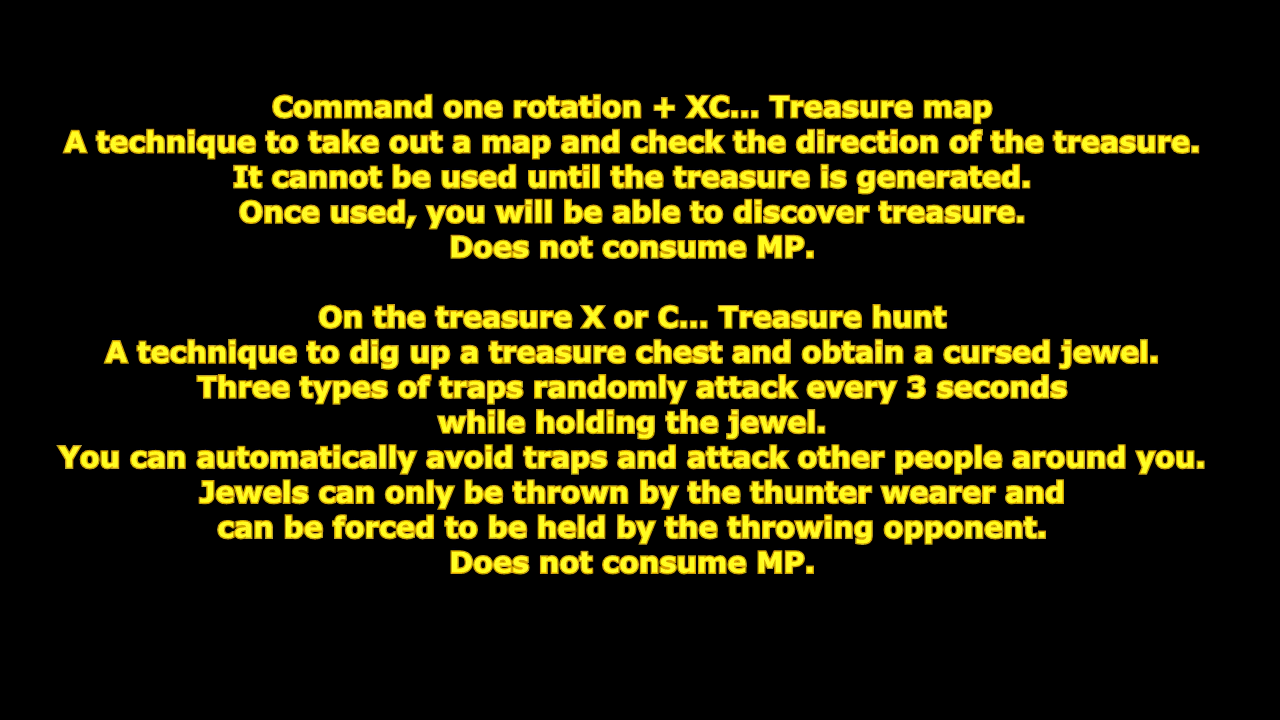 Command one rotation + XC... Treasure map
A technique to take out a map and check the direction of the treasure.
It cannot be used until the treasure is generated.
Once used, you will be able to discover treasure.
Does not consume MP.
On the treasure X or C... Treasure hunt
A technique to dig up a treasure chest and obtain a cursed jewel.
Three types of traps randomly attack every 3 seconds
while holding the jewel.
You can automatically avoid traps and attack other people around you.
Jewels can only be thrown by the thunter wearer and
can be forced to be held by the throwing opponent.
Does not consume MP.